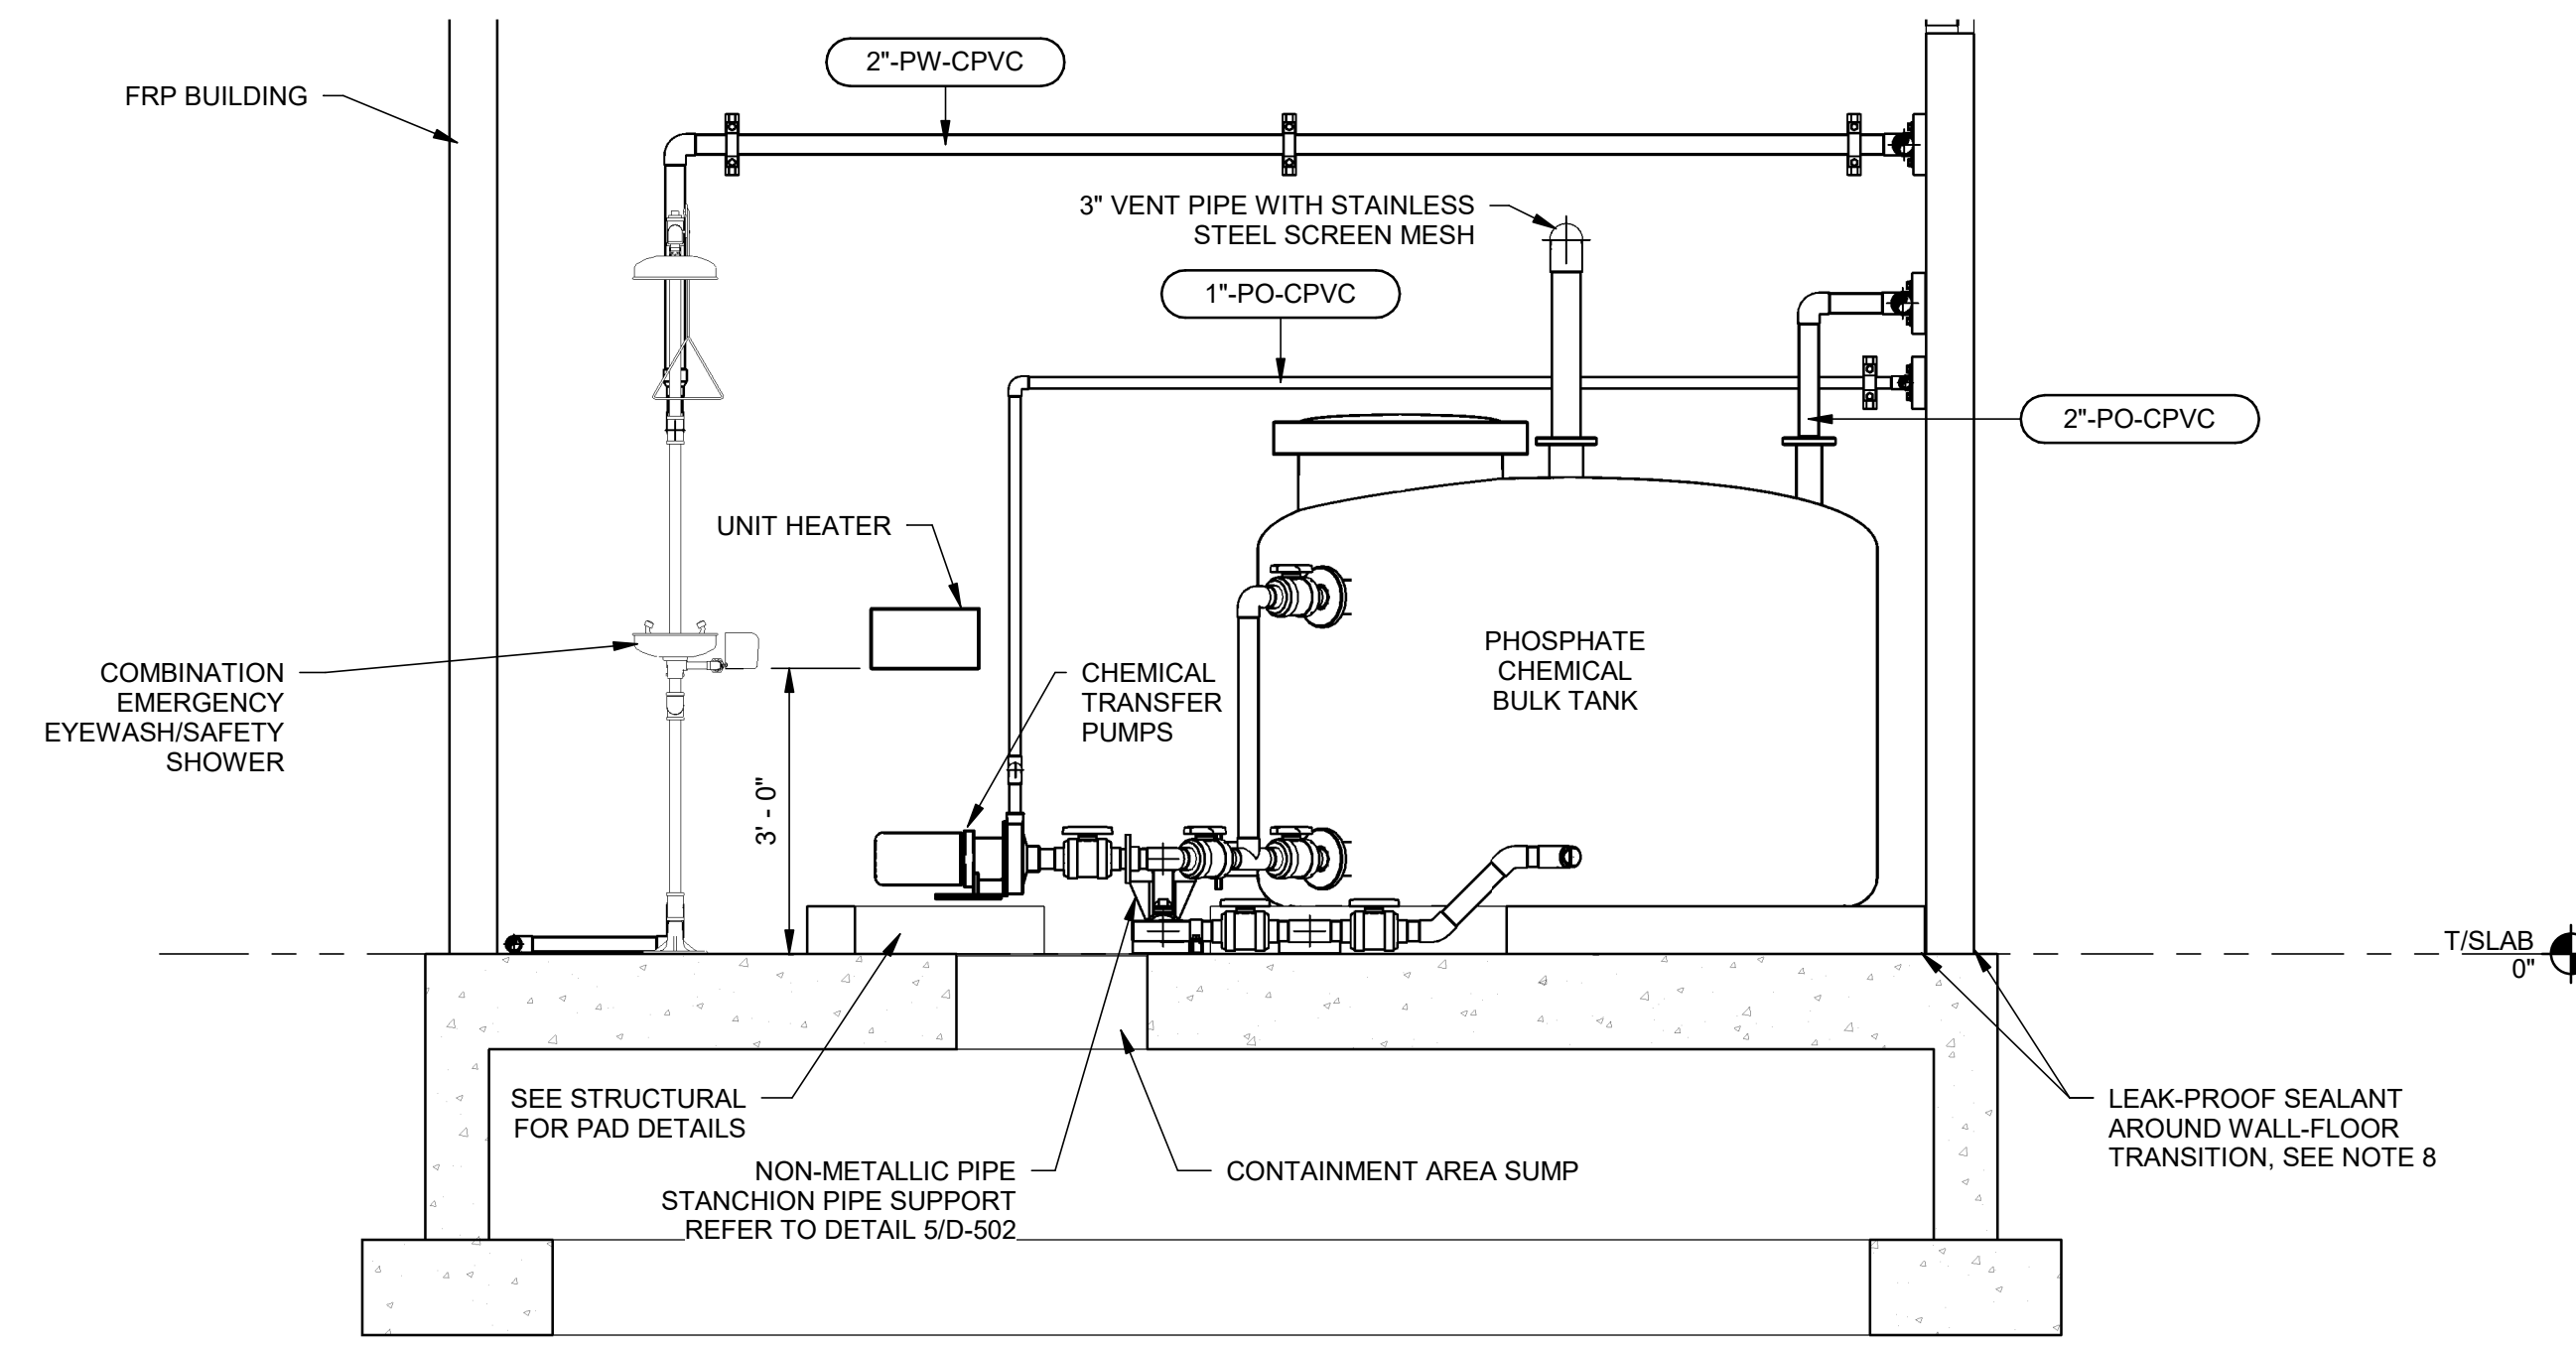 2"-PW-CPVC
FRP BUILDING
3" VENT PIPE WITH STAINLESS
STEEL SCREEN MESH
1"-PO-CPVC
2"-PO-CPVC
UNIT HEATER
COMBINATION
EMERGENCY
EYEWASH/SAFETY
SHOWER
CHEMICAL
TRANSFER
PUMPS
PHOSPHATE
CHEMICAL
BULK TANK
3' - 0"
T/SLAB
0"
SEE STRUCTURAL
FOR PAD DETAILS
NON-METALLIC PIPE
STANCHION PIPE SUPPORT
REFER TO DETAIL 5/D-502
CONTAINMENT AREA SUMP
LEAK-PROOF SEALANT
AROUND WALL-FLOOR
TRANSITION, SEE NOTE 8